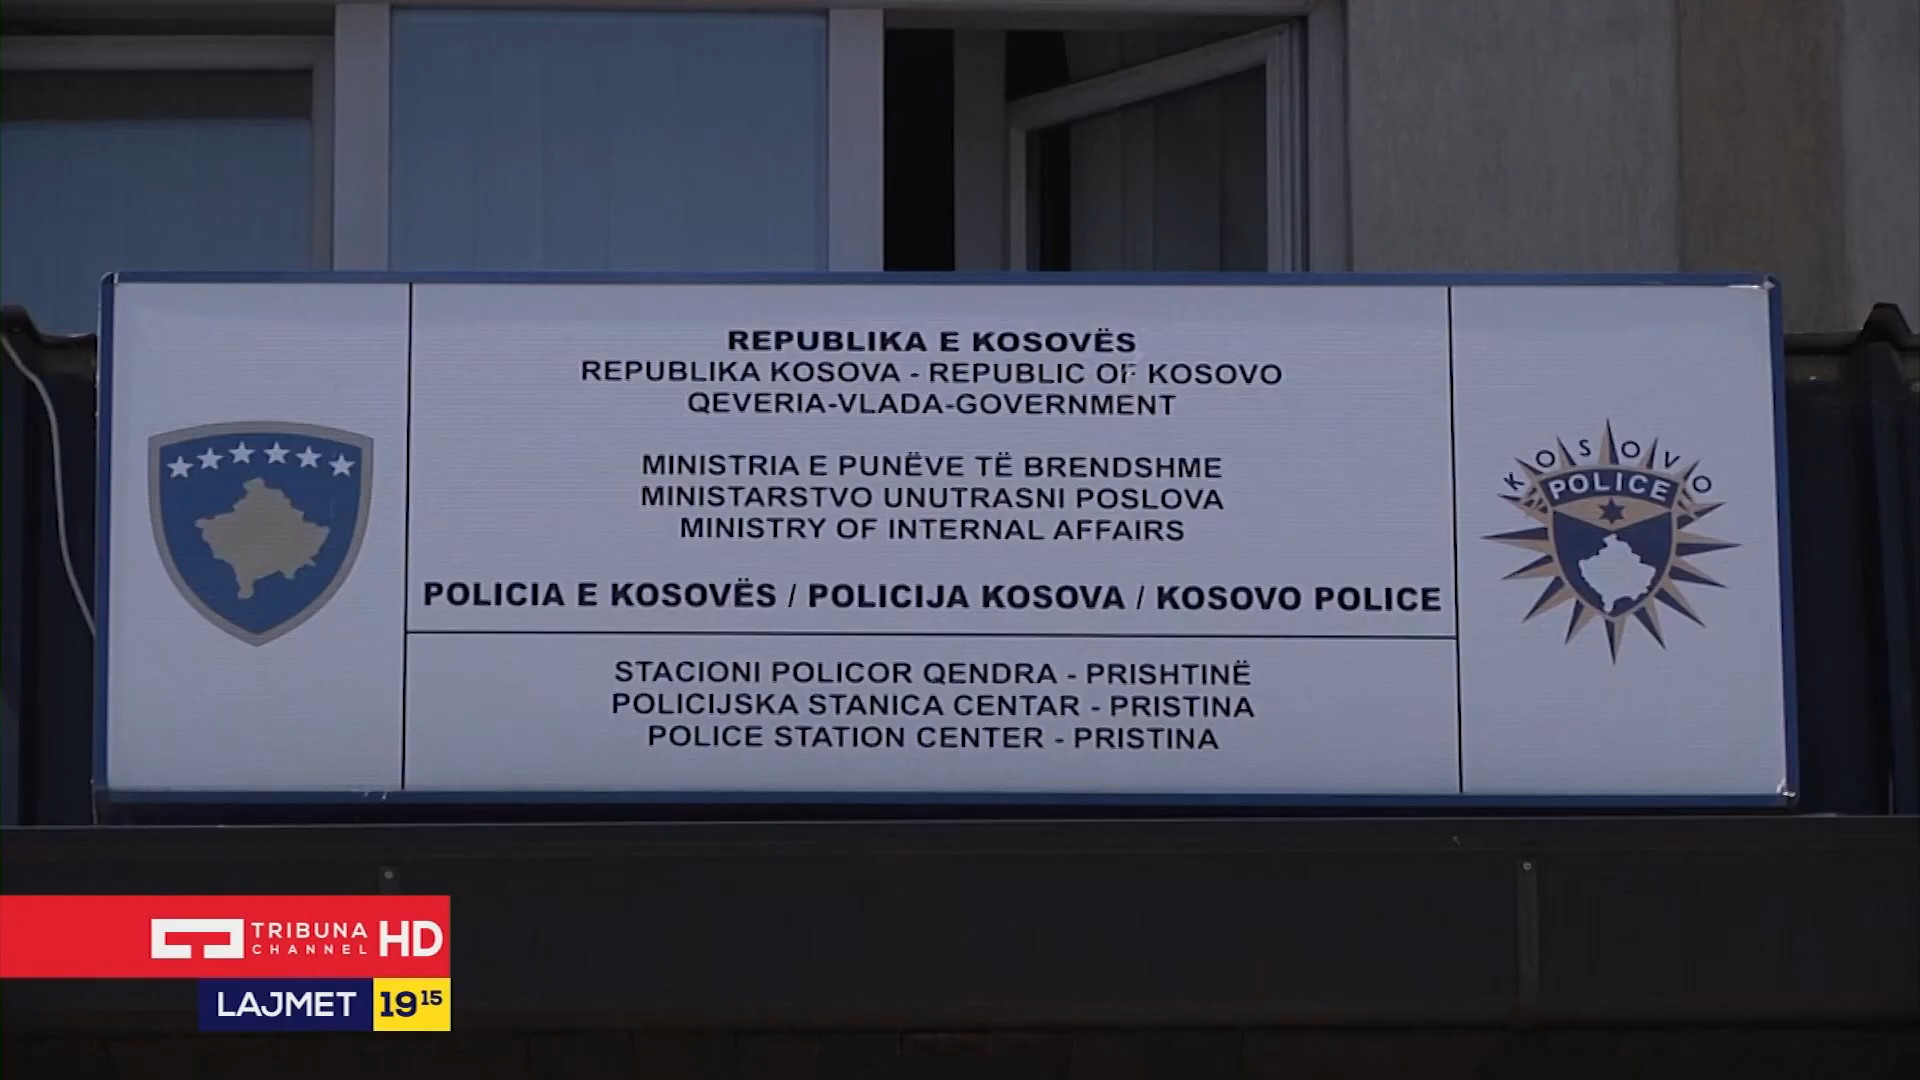 REPUBLIKA E KOSOVËS
REPUBLIKA KOSOVA - REPUBLIC OF KOSOVO
QEVERIA-VLADA-GOVERNMENT
MINISTRIA E PUNËVE TË BRENDSHME
MINISTARSTVO UNUTRASNI POSLOVA
MINISTRY OF INTERNAL AFFAIRS
POLICIA E KOSOVËS / POLICIJA KOSOVA / KOSOVO POLICE
STACIONI POLICOR QENDRA - PRISHTINË
POLICIJSKA STANICA CENTAR - PRISTINA
POLICE STATION CENTER - PRISTINA
KOSOVO
POLICE
TRIBUNA
CHANNEL
HD
LAJMET 19 15